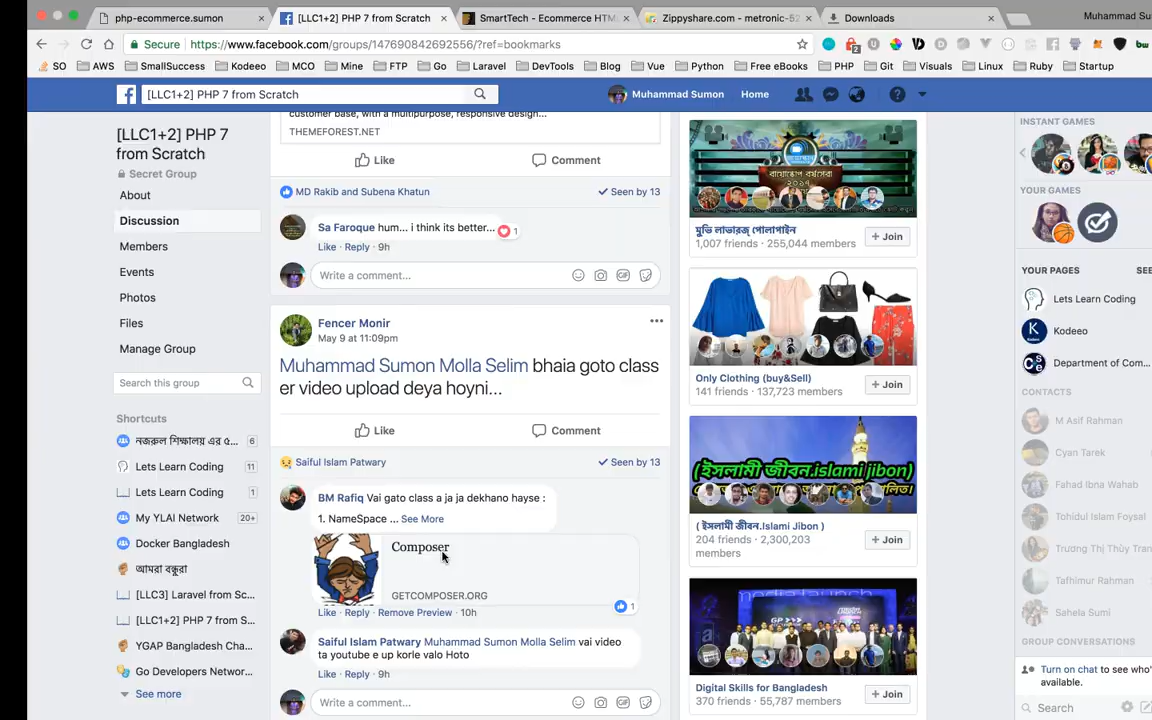 php-ecommerce.sumon
[LLC1+2] PHP 7 from Scratch
SmartTech - Ecommerce HTML
Zippyshare.com - metronic-52
Downloads
Muhammad Sum
Secure
https://www.facebook.com/groups/147690842692556/?ref=bookmarks
SO
AWS
SmallSuccess
Kodeeo
MCO
Mine
FTP
Go
Laravel
DevTools
Blog
Vue
Python
Free eBooks
PHP
Git
Visuals
Linux
Ruby
Startup
[LLC1+2] PHP 7 from Scratch
Muhammad Sumon
Home
[LLC1+2] PHP 7
from Scratch
Secret Group
About
Discussion
Members
Events
Photos
Files
Manage Group
Search this group
Shortcuts
নজরুল শিক্ষালয় এর ৫...
6
Lets Learn Coding
11
Lets Learn Coding
1
My YLAI Network
20+
Docker Bangladesh
আমরা বন্ধুরা
[LLC3] Laravel from Sc...
[LLC1+2] PHP 7 from S...
YGAP Bangladesh Cha...
Go Developers Networ...
See more
customer base, with a multipurpose, responsive design...
THEMEFOREST.NET
Like
Comment
MD Rakib and Subena Khatun
Seen by 13
Sa Faroque hum... i think its better...
1
Like · Reply · 9h
Write a comment...
Fencer Monir
May 9 at 11:09pm
Muhammad Sumon Molla Selim bhaia goto class
er video upload deya hoyni...
Like
Comment
Saiful Islam Patwary
Seen by 13
BM Rafiq Vai gato class a ja ja dekhano hayse :
1. NameSpace ... See More
Composer
GETCOMPOSER.ORG
1
Like · Reply · Remove Preview · 10h
Saiful Islam Patwary Muhammad Sumon Molla Selim vai video
ta youtube e up korle valo Hoto
Like · Reply · 9h
Write a comment...
বায়োস্কোপ বর্ষসেরা
২০১৭
মুভি লাভারজ্ পোলাপাইন
1,007 friends · 255,044 members
+ Join
Only Clothing (buy&Sell)
141 friends · 137,723 members
+ Join
(ইসলামী জীবন.islami jibon)
( ইসলামী জীবন.Islami Jibon )
204 friends · 2,300,203
members
+ Join
Digital Skills for Bangladesh
370 friends · 55,787 members
+ Join
INSTANT GAMES
YOUR GAMES
YOUR PAGES
SEE
Lets Learn Coding
Kodeeo
Department of Com...
CONTACTS
M Asif Rahman
Cyan Tarek
Fahad Ibna Wahab
Tohidul Islam Foysal
Trương Thị Thùy Tran
Tafhimur Rahman
Sahela Sumi
GROUP CONVERSATIONS
Turn on chat to see who's
available.
Search